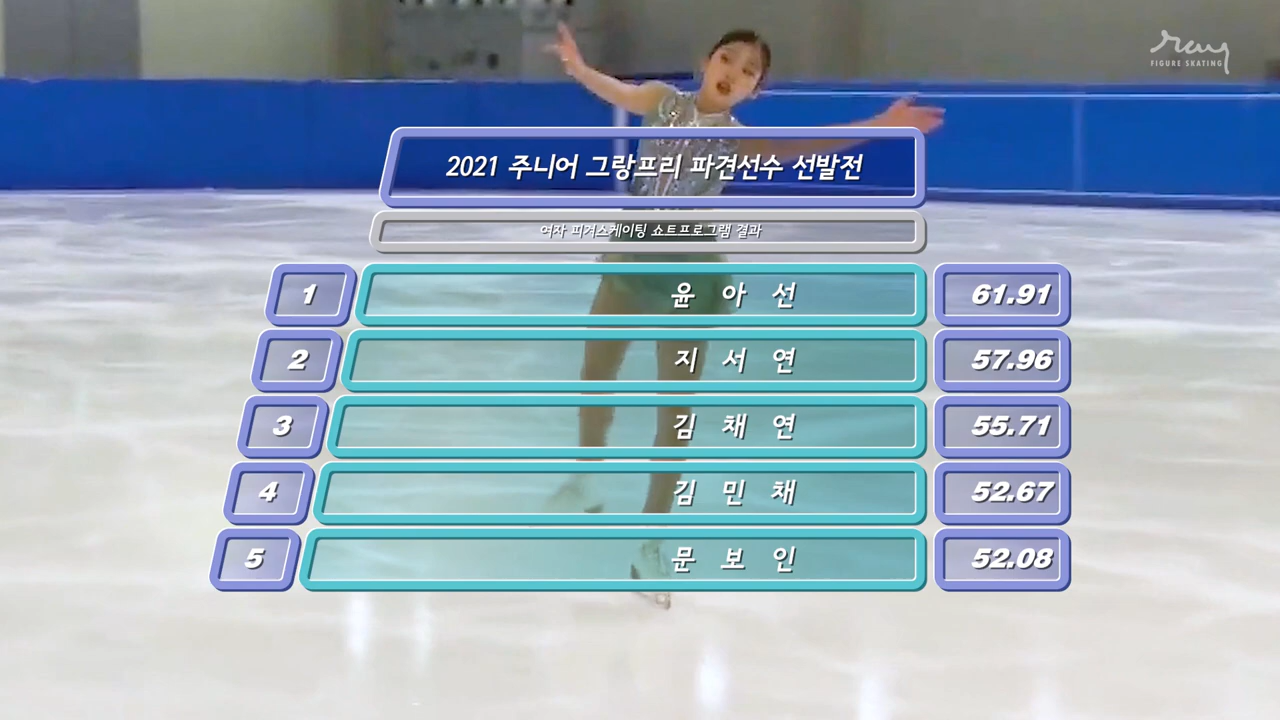 ray
FIGURE SKATING
2021 주니어 그랑프리 파견선수 선발전
여자 피겨스케이팅 쇼트프로그램 결과
1 윤 아 선 61.91
2 지 서 연 57.96
3 김 채 연 55.71
4 김 민 채 52.67
5 문 보 인 52.08